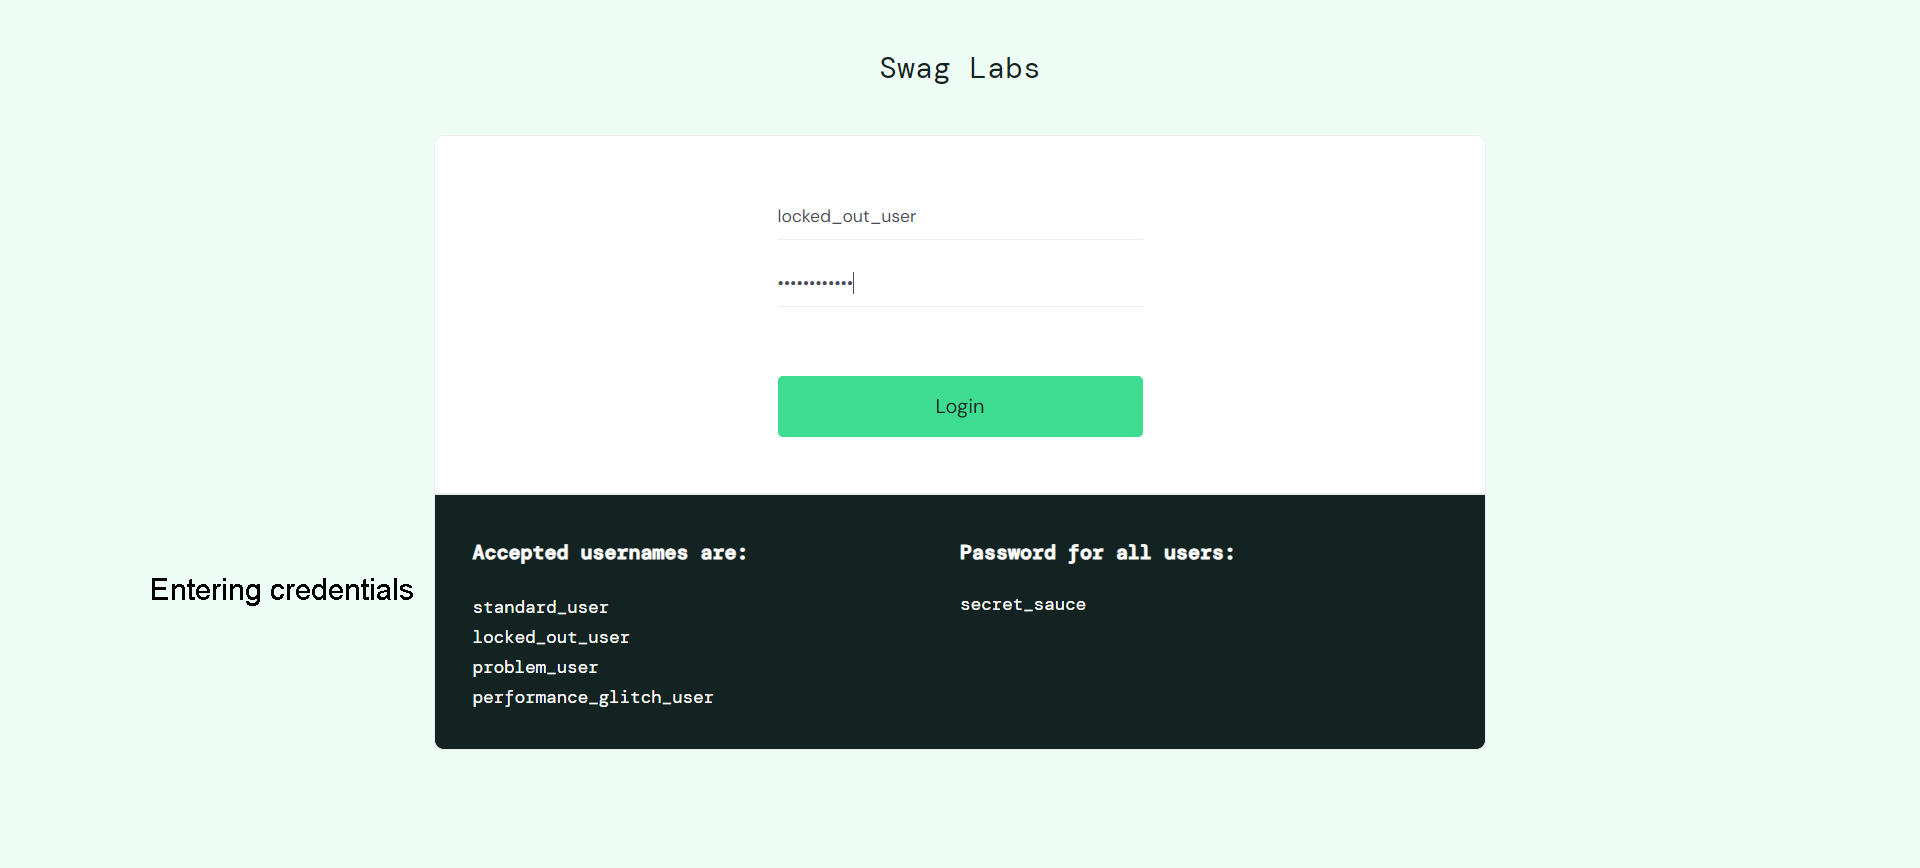 Swag Labs
locked_out_user
••••••••••••
Login
Accepted usernames are:
standard_user
locked_out_user
problem_user
performance_glitch_user
Password for all users:
secret_sauce
Entering credentials